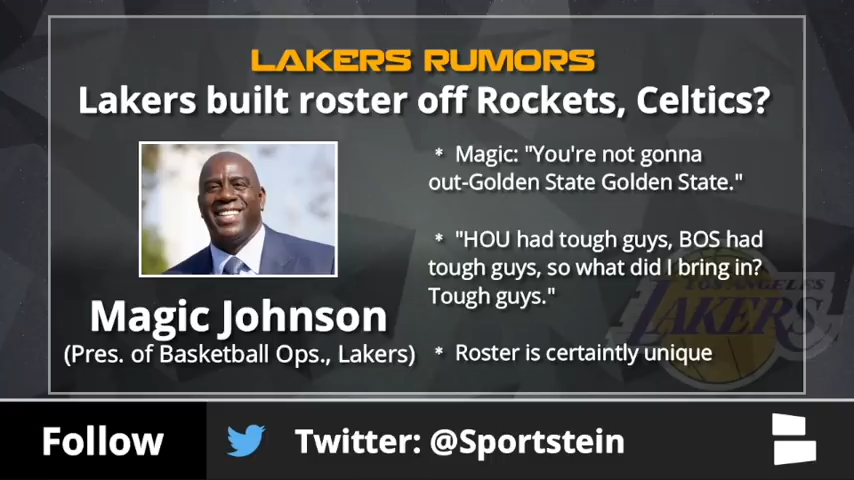 LAKERS RUMORS
Lakers built roster off Rockets, Celtics?
* Magic: "You're not gonna
out-Golden State Golden State."
* "HOU had tough guys, BOS had
tough guys, so what did I bring in?
Tough guys."
* Roster is certaintly unique
Magic Johnson
(Pres. of Basketball Ops., Lakers)
LOS ANGELES
LAKERS
Follow
Twitter: @Sportstein